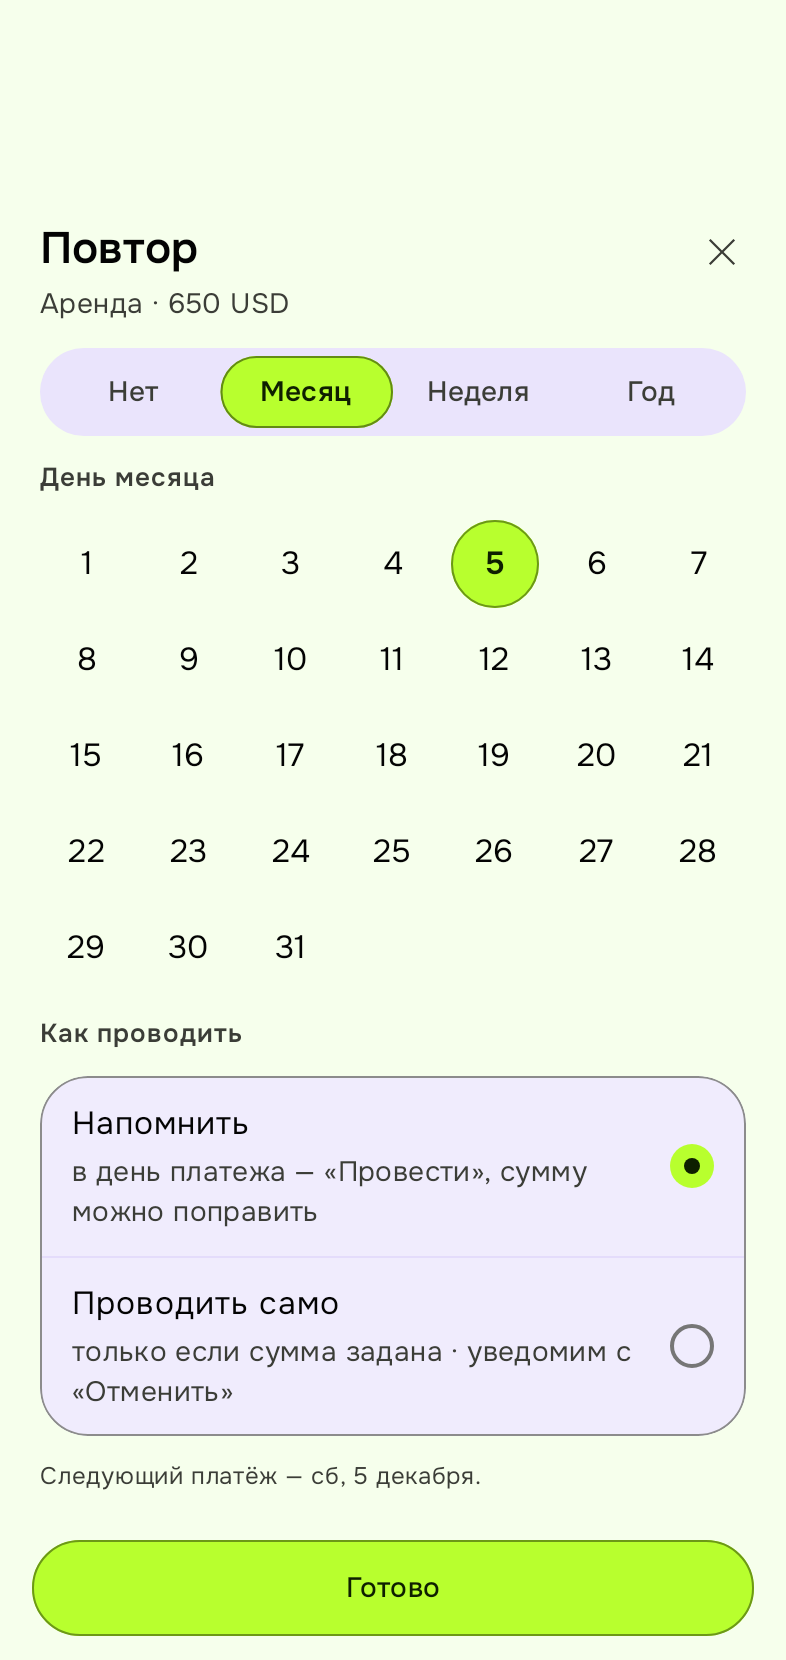 Повтор
Аренда · 650 USD
Нет Месяц Неделя Год
День месяца
1 2 3 4 5 6 7
8 9 10 11 12 13 14
15 16 17 18 19 20 21
22 23 24 25 26 27 28
29 30 31
Как проводить
Напомнить
в день платежа — «Провести», сумму
можно поправить
Проводить само
только если сумма задана · уведомим с
«Отменить»
Следующий платёж — сб, 5 декабря.
Готово